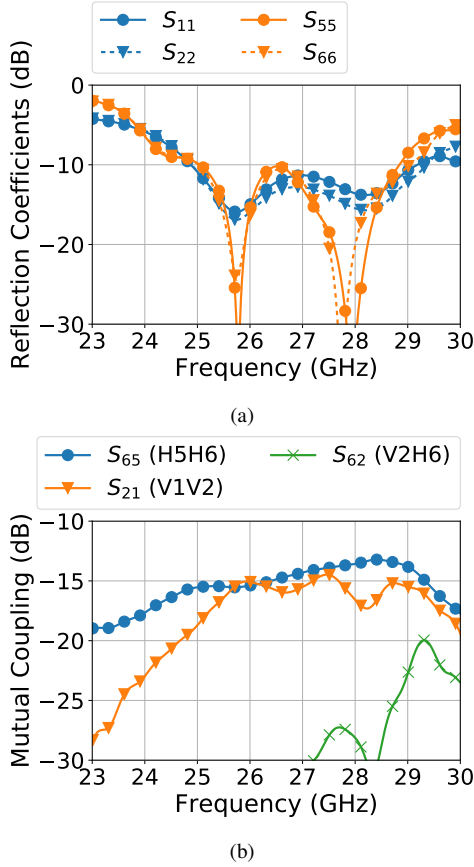 S11 S55
S22 S66
Reflection Coefficients (dB)
0
−10
−20
−30
23 24 25 26 27 28 29 30
Frequency (GHz)
(a)
S65 (H5H6) S62 (V2H6)
S21 (V1V2)
Mutual Coupling (dB)
−10
−15
−20
−25
−30
23 24 25 26 27 28 29 30
Frequency (GHz)
(b)